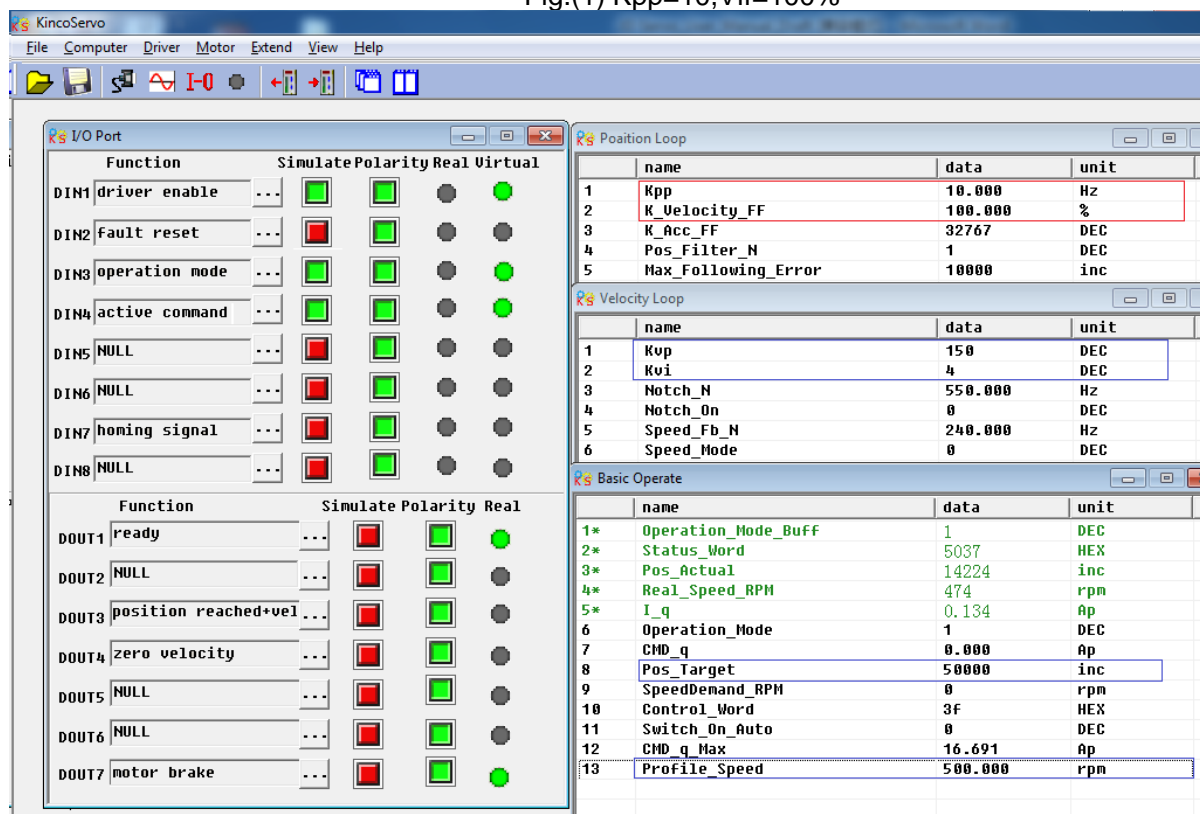 Fig.(1) Kpp=10,Vff=100%
KincoServo
File Computer Driver Motor Extend View Help
I-O
I/O Port
Function Simulate Polarity Real Virtual
DIN1 driver enable ...
DIN2 fault reset ...
DIN3 operation mode ...
DIN4 active command ...
DIN5 NULL ...
DIN6 NULL ...
DIN7 homing signal ...
DIN8 NULL ...
Function Simulate Polarity Real
DOUT1 ready ...
DOUT2 NULL ...
DOUT3 position reached+vel ...
DOUT4 zero velocity ...
DOUT5 NULL ...
DOUT6 NULL ...
DOUT7 motor brake ...
Poaition Loop
name data unit
1 Kpp 10.000 Hz
2 K_Velocity_FF 100.000 %
3 K_Acc_FF 32767 DEC
4 Pos_Filter_N 1 DEC
5 Max_Following_Error 10000 inc
Velocity Loop
name data unit
1 Kvp 150 DEC
2 Kvi 4 DEC
3 Notch_N 550.000 Hz
4 Notch_On 0 DEC
5 Speed_Fb_N 240.000 Hz
6 Speed_Mode 0 DEC
Basic Operate
name data unit
1* Operation_Mode_Buff 1 DEC
2* Status_Word 5037 HEX
3* Pos_Actual 14224 inc
4* Real_Speed_RPM 474 rpm
5* I_q 0.134 Ap
6 Operation_Mode 1 DEC
7 CMD_q 0.000 Ap
8 Pos_Target 50000 inc
9 SpeedDemand_RPM 0 rpm
10 Control_Word 3f HEX
11 Switch_On_Auto 0 DEC
12 CMD_q_Max 16.691 Ap
13 Profile_Speed 500.000 rpm